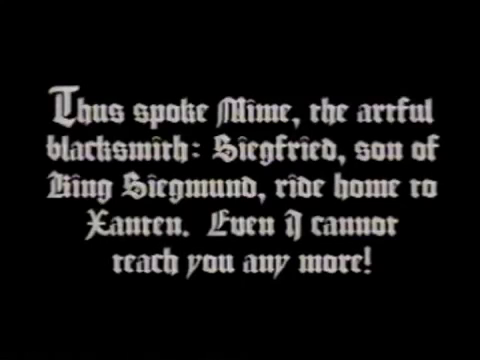 Thus spoke Mime, the artful
blacksmith: Siegfried, son of
King Siegmund, ride home to
Xanten. Even I cannot
reach you any more!